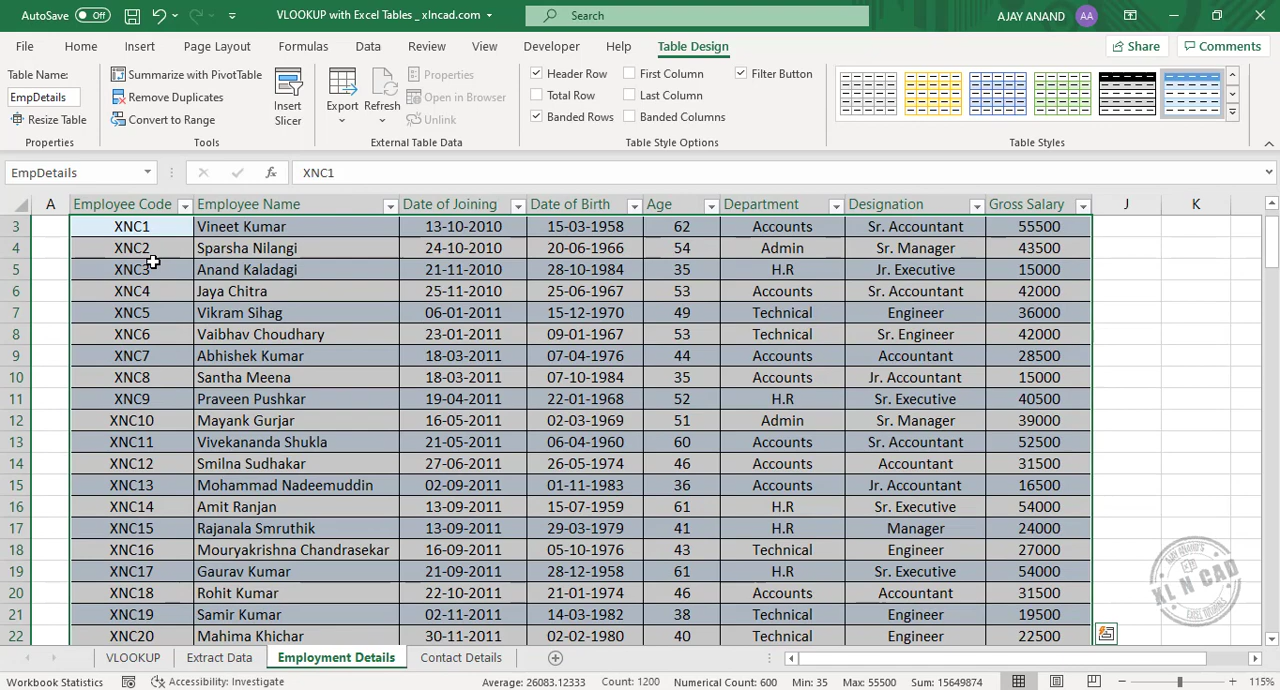 AutoSave Off VLOOKUP with Excel Tables _ xlncad.com Search AJAY ANAND AA
File Home Insert Page Layout Formulas Data Review View Developer Help Table Design Share Comments
Table Name:
EmpDetails
Resize Table
Properties
Summarize with PivotTable
Remove Duplicates
Convert to Range
Tools
Insert
Slicer
Export Refresh
Properties
Open in Browser
Unlink
External Table Data
Header Row First Column Filter Button
Total Row Last Column
Banded Rows Banded Columns
Table Style Options
Table Styles
EmpDetails fx XNC1
A Employee Code Employee Name Date of Joining Date of Birth Age Department Designation Gross Salary J K
3 XNC1 Vineet Kumar 13-10-2010 15-03-1958 62 Accounts Sr. Accountant 55500
4 XNC2 Sparsha Nilangi 24-10-2010 20-06-1966 54 Admin Sr. Manager 43500
5 XNC3 Anand Kaladagi 21-11-2010 28-10-1984 35 H.R Jr. Executive 15000
6 XNC4 Jaya Chitra 25-11-2010 25-06-1967 53 Accounts Sr. Accountant 42000
7 XNC5 Vikram Sihag 06-01-2011 15-12-1970 49 Technical Engineer 36000
8 XNC6 Vaibhav Choudhary 23-01-2011 09-01-1967 53 Technical Sr. Engineer 42000
9 XNC7 Abhishek Kumar 18-03-2011 07-04-1976 44 Accounts Accountant 28500
10 XNC8 Santha Meena 18-03-2011 07-10-1984 35 Accounts Jr. Accountant 15000
11 XNC9 Praveen Pushkar 19-04-2011 22-01-1968 52 H.R Sr. Executive 40500
12 XNC10 Mayank Gurjar 16-05-2011 02-03-1969 51 Admin Sr. Manager 39000
13 XNC11 Vivekananda Shukla 21-05-2011 06-04-1960 60 Accounts Sr. Accountant 52500
14 XNC12 Smilna Sudhakar 27-06-2011 26-05-1974 46 Accounts Accountant 31500
15 XNC13 Mohammad Nadeemuddin 02-09-2011 01-11-1983 36 Accounts Jr. Accountant 16500
16 XNC14 Amit Ranjan 13-09-2011 15-07-1959 61 H.R Sr. Executive 54000
17 XNC15 Rajanala Smruthik 13-09-2011 29-03-1979 41 H.R Manager 24000
18 XNC16 Mouryakrishna Chandrasekar 16-09-2011 05-10-1976 43 Technical Engineer 27000
19 XNC17 Gaurav Kumar 21-09-2011 28-12-1958 61 H.R Sr. Executive 54000
20 XNC18 Rohit Kumar 22-10-2011 21-01-1974 46 Accounts Accountant 31500
21 XNC19 Samir Kumar 02-11-2011 14-03-1982 38 Technical Engineer 19500
22 XNC20 Mahima Khichar 30-11-2011 02-02-1980 40 Technical Engineer 22500
XL N CAD
VLOOKUP Extract Data Employment Details Contact Details
Workbook Statistics Accessibility: Investigate Average: 26083.12333 Count: 1200 Numerical Count: 600 Min: 35 Max: 55500 Sum: 15649874 115%